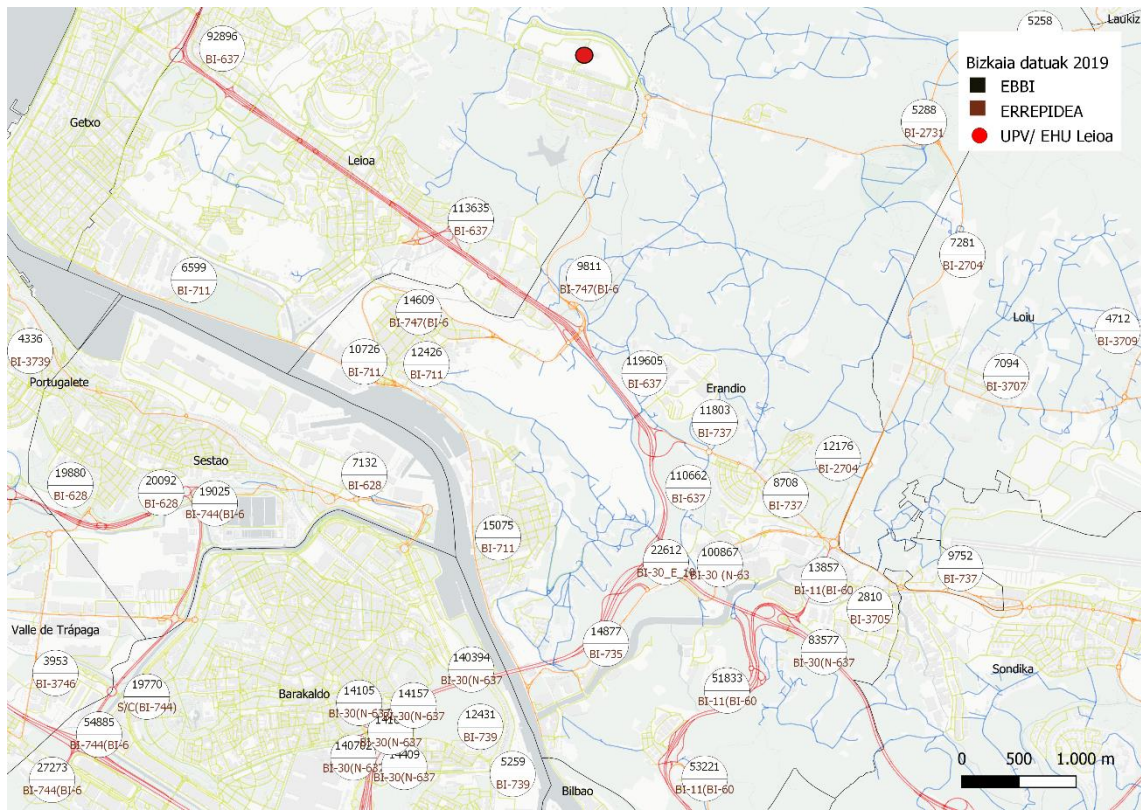 5258
Laukiz
92896
BI-637
Bizkaia datuak 2019
EBBI
ERREPIDEA
UPV/ EHU Leioa
Getxo
5288
BI-2731
Leioa
113635
BI-637
6599
BI-711
9811
BI-747(BI-6
7281
BI-2704
14609
BI-747(BI-6
Loiu
4712
BI-3709
4336
BI-3739
10726
BI-711
12426
BI-711
119605
BI-637
7094
BI-3707
Portugalete
Erandio
11803
BI-737
12176
BI-2704
Sestao
7132
BI-628
19880
BI-628
20092
BI-628
19025
BI-744(BI-6
110662
BI-637
8708
BI-737
15075
BI-711
22612
100867
BI-30 (N-63
13857
BI-11(BI-60
9752
BI-737
2810
BI-3705
Valle de Trápaga
14877
BI-735
83577
BI-30(N-637
3953
BI-3746
140394
BI-30(N-637
Sondika
19770
S/C(BI-744)
Barakaldo
14105
14157
BI-30(N-637
51833
BI-11(BI-60
54885
BI-744(BI-6
12431
BI-739
BI-30(N-637
14409
BI-30(N-637
27273
BI-744(BI-6
5259
BI-739
53221
BI-11(BI-60
Bilbao
0 500 1.000 m